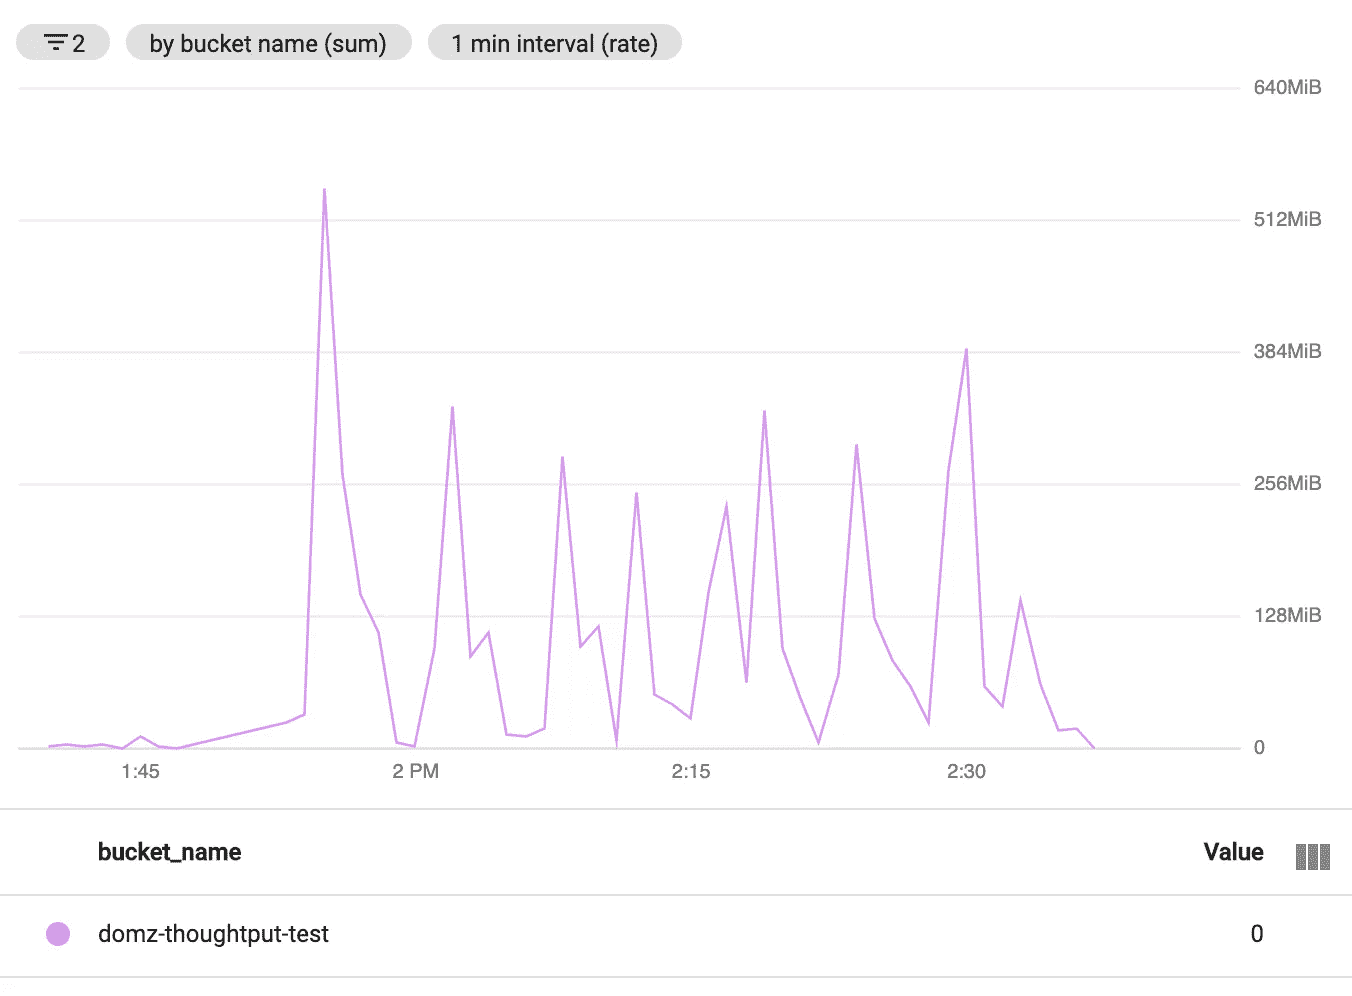 2 by bucket name (sum) 1 min interval (rate)
640MiB
512MiB
384MiB
256MiB
128MiB
0
1:45 2 PM 2:15 2:30
bucket_name Value
domz-thoughtput-test 0